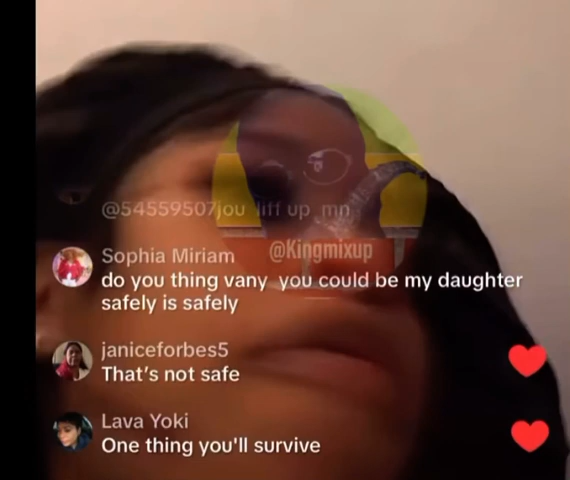 @54559507jou liff up mn
@Kingmixup
Sophia Miriam
do you thing vany you could be my daughter
safely is safely
janiceforbes5
That's not safe
Lava Yoki
One thing you'll survive